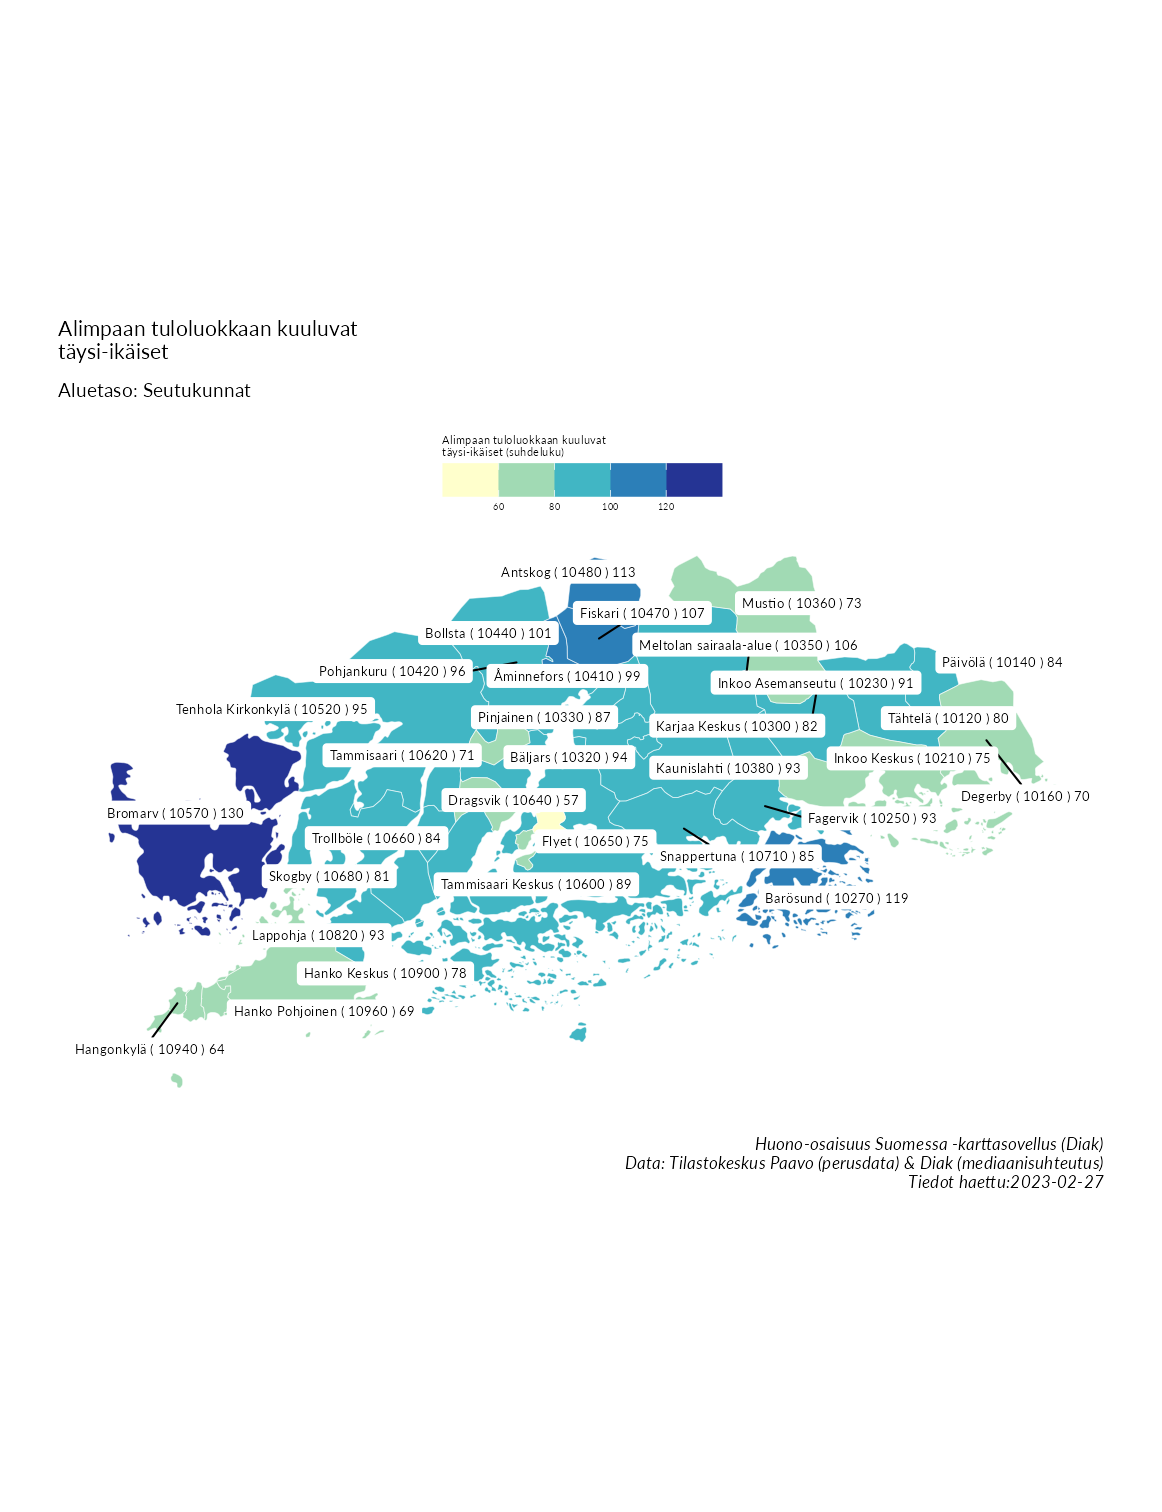 Alimpaan tuloluokkaan kuuluvat
täysi-ikäiset
Aluetaso: Seutukunnat
Alimpaan tuloluokkaan kuuluvat
täysi-ikäiset (suhdeluku)
60 80 100 120
Antskog ( 10480 ) 113
Mustio ( 10360 ) 73
Fiskari ( 10470 ) 107
Bollsta ( 10440 ) 101
Meltolan sairaala-alue ( 10350 ) 106
Päivölä ( 10140 ) 84
Pohjankuru ( 10420 ) 96
Åminnefors ( 10410 ) 99
Inkoo Asemanseutu ( 10230 ) 91
Tenhola Kirkonkylä ( 10520 ) 95
Pinjainen ( 10330 ) 87
Karjaa Keskus ( 10300 ) 82
Tähtelä ( 10120 ) 80
Tammisaari ( 10620 ) 71
Bäljars ( 10320 ) 94
Kaunislahti ( 10380 ) 93
Inkoo Keskus ( 10210 ) 75
Dragsvik ( 10640 ) 57
Degerby ( 10160 ) 70
Bromarv ( 10570 ) 130
Fagervik ( 10250 ) 93
Trollböle ( 10660 ) 84
Flyet ( 10650 ) 75
Snappertuna ( 10710 ) 85
Skogby ( 10680 ) 81
Tammisaari Keskus ( 10600 ) 89
Barösund ( 10270 ) 119
Lappohja ( 10820 ) 93
Hanko Keskus ( 10900 ) 78
Hanko Pohjoinen ( 10960 ) 69
Hangonkylä ( 10940 ) 64
Huono-osaisuus Suomessa -karttasovellus (Diak)
Data: Tilastokeskus Paavo (perusdata) & Diak (mediaanisuhteutus)
Tiedot haettu:2023-02-27